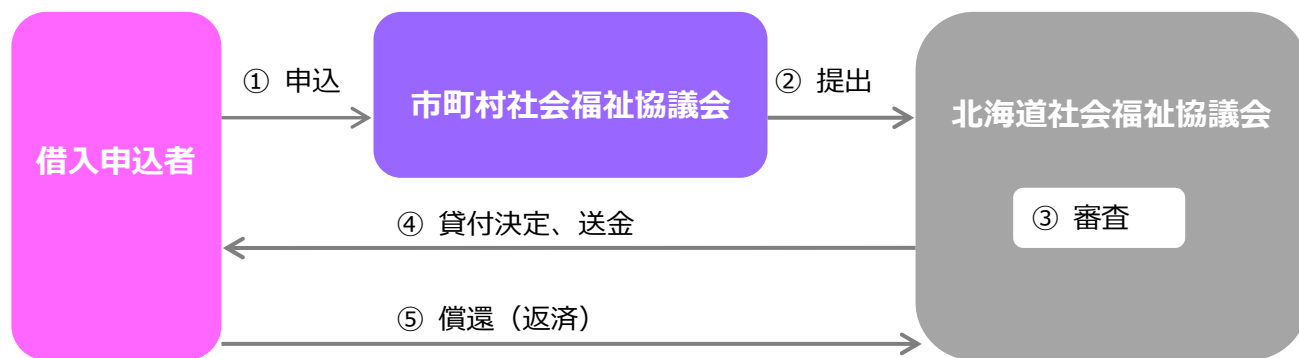 ① 申込
② 提出
市町村社会福祉協議会
北海道社会福祉協議会
借入申込者
③ 審査
④ 貸付決定、送金
⑤ 償還（返済）